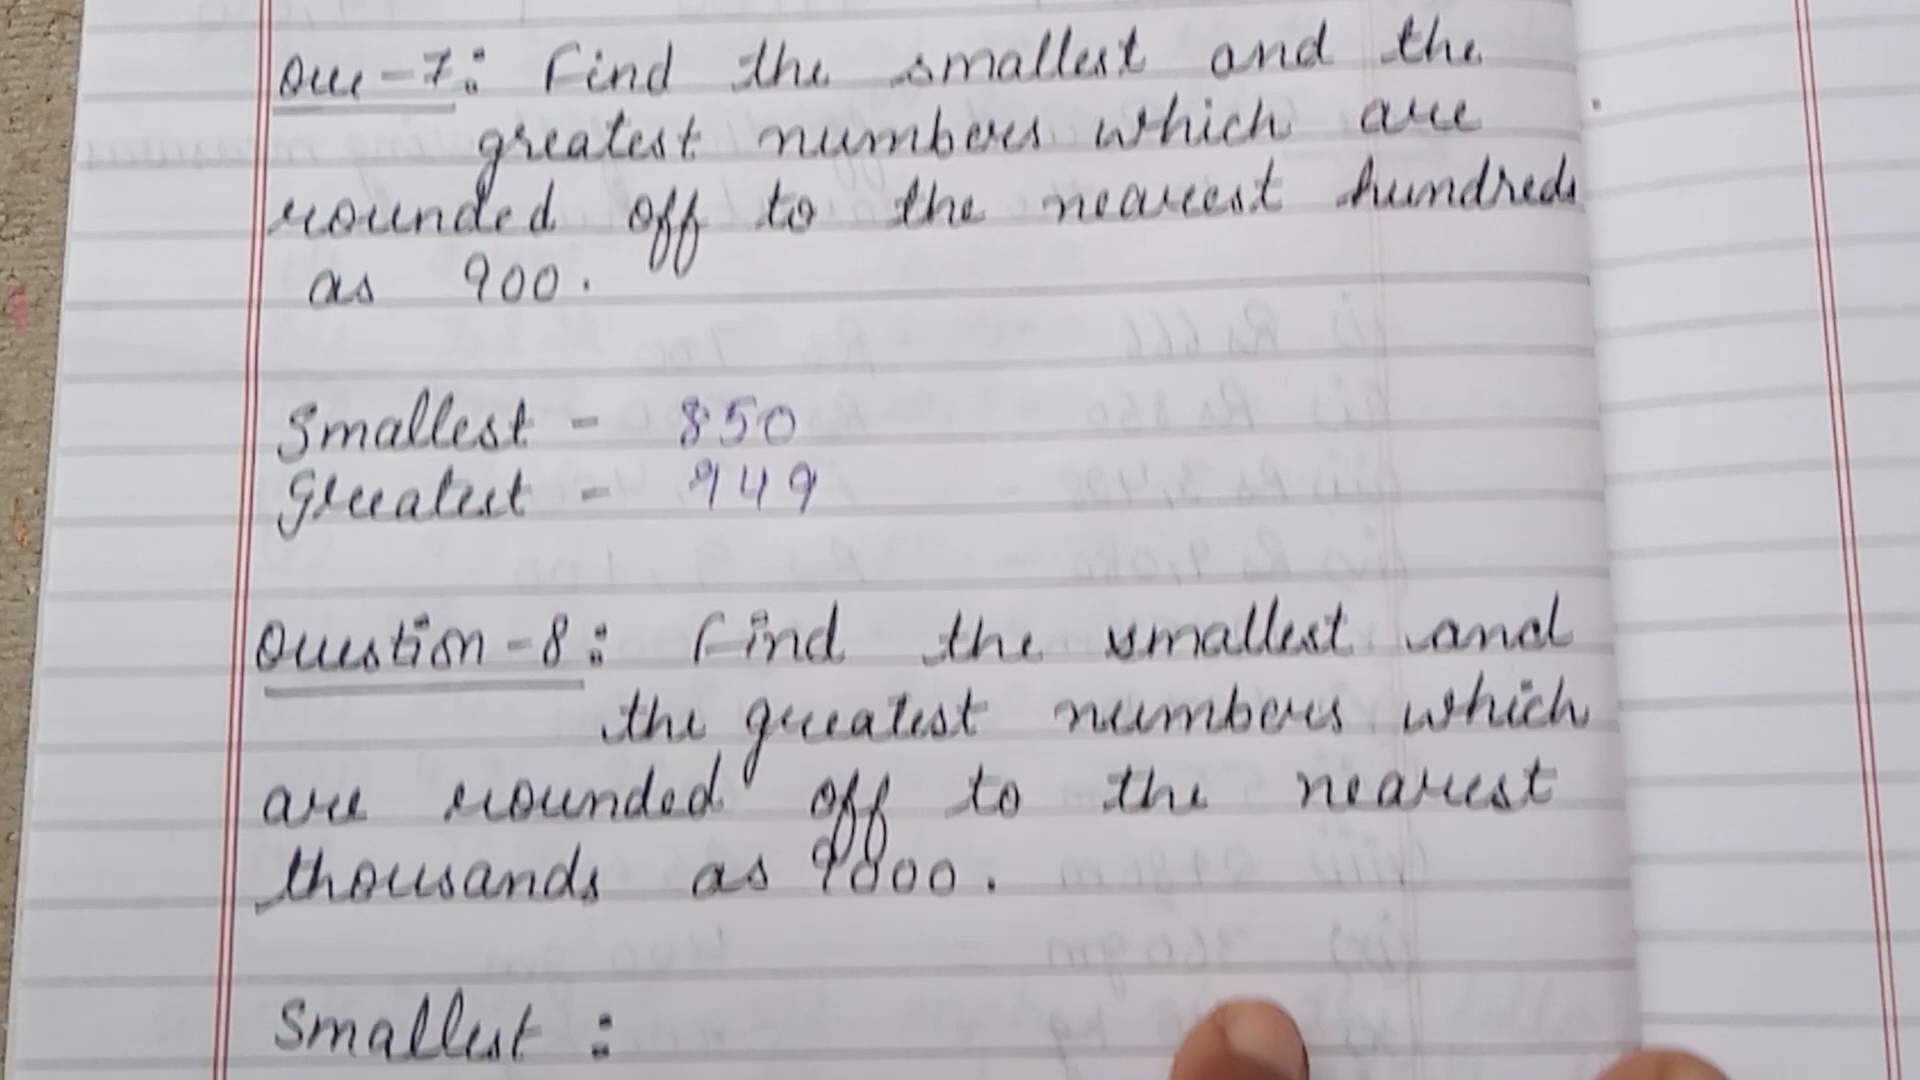 Que-7: Find the smallest and the
greatest numbers which are
rounded off to the nearest hundreds
as 900.
Smallest - 850
Greatest - 949
Question-8: Find the smallest and
the greatest numbers which
are rounded off to the nearest
thousands as 9000.
Smallest :